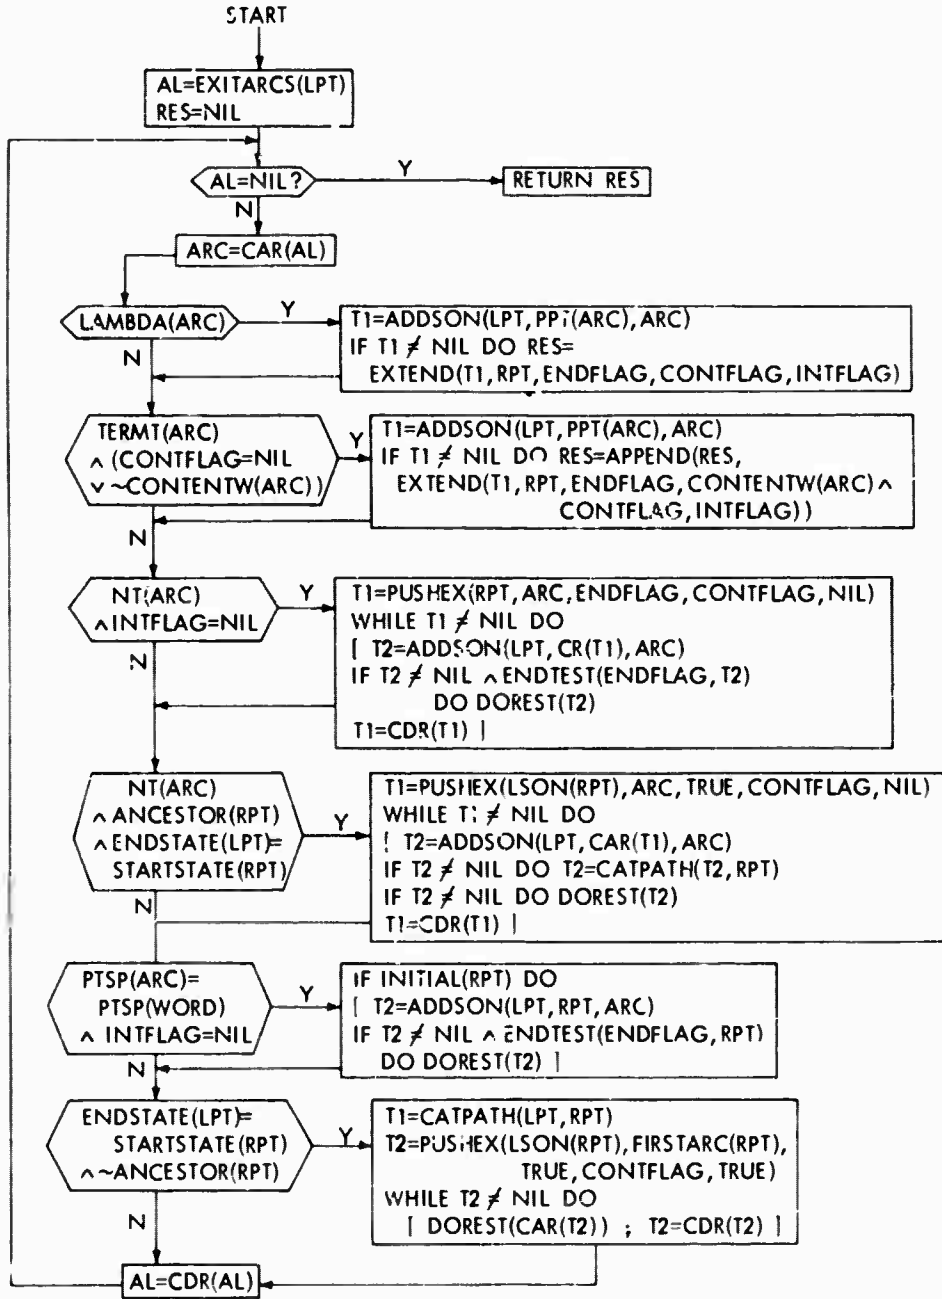 START
AL=EXITARCS(LPT)
RES=NIL
AL=NIL?
Y
RETURN RES
N
ARC=CAR(AL)
LAMBDA(ARC)
Y
N
T1=ADDSON(LPT,PPT(ARC),ARC)
IF T1 ≠ NIL DO RES=
EXTEND(T1,RPT,ENDFLAG,CONTFLAG,INTFLAG)
TERMT(ARC)
∧ (CONTFLAG=NIL
∨ ~CONTENTW(ARC))
Y
N
T1=ADDSON(LPT,PPT(ARC),ARC)
IF T1 ≠ NIL DO RES=APPEND(RES,
EXTEND(T1,RPT,ENDFLAG,CONTENTW(ARC)∧
CONTFLAG,INTFLAG))
NT(ARC)
∧INTFLAG=NIL
Y
N
T1=PUSHEX(RPT,ARC,ENDFLAG,CONTFLAG,NIL)
WHILE T1 ≠ NIL DO
[ T2=ADDSON(LPT,CR(T1),ARC)
IF T2 ≠ NIL ∧ENDTEST(ENDFLAG,T2)
DO DOREST(T2)
T1=CDR(T1) ]
NT(ARC)
∧ANCESTOR(RPT)
∧ENDSTATE(LPT)=
STARTSTATE(RPT)
Y
N
T1=PUSHEX(LSON(RPT),ARC,TRUE,CONTFLAG,NIL)
WHILE T1 ≠ NIL DO
[ T2=ADDSON(LPT,CAR(T1),ARC)
IF T2 ≠ NIL DO T2=CATPATH(T2,RPT)
IF T2 ≠ NIL DO DOREST(T2)
T1=CDR(T1) ]
PTSP(ARC)=
PTSP(WORD)
∧ INTFLAG=NIL
Y
N
IF INITIAL(RPT) DO
[ T2=ADDSON(LPT,RPT,ARC)
IF T2 ≠ NIL ∧ ENDTEST(ENDFLAG,RPT)
DO DOREST(T2) ]
ENDSTATE(LPT)=
STARTSTATE(RPT)
∧~ANCESTOR(RPT)
Y
N
T1=CATPATH(LPT,RPT)
T2=PUSHEX(LSON(RPT),FIRSTARC(RPT),
TRUE,CONTFLAG,TRUE)
WHILE T2 ≠ NIL DO
[ DOREST(CAR(T2)) ; T2=CDR(T2) ]
AL=CDR(AL)